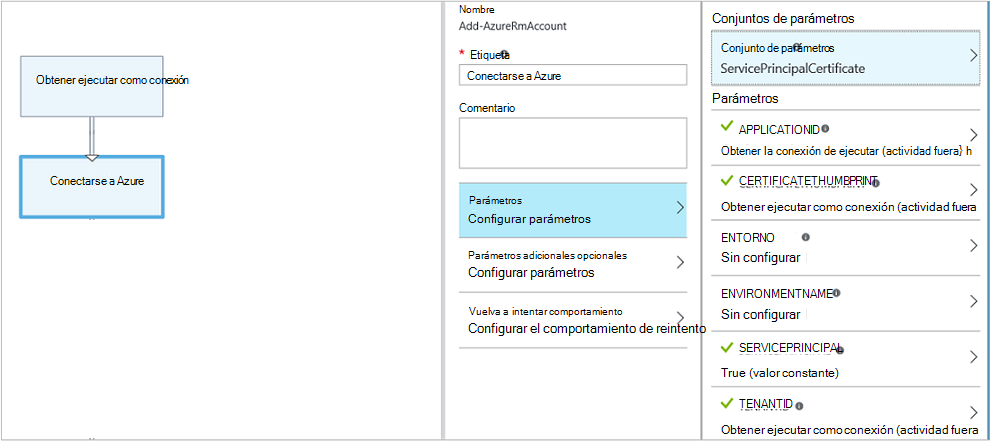 Obtener ejecutar como conexión
Conectarse a Azure
Nombre
Add-AzureRmAccount
* Etiqueta
Conectarse a Azure
Comentario
Parámetros
Configurar parámetros
Parámetros adicionales opcionales
Configurar parámetros
Vuelva a intentar comportamiento
Configurar el comportamiento de reintento
Conjuntos de parámetros
Conjunto de parámetros
ServicePrincipalCertificate
Parámetros
APPLICATIONID
Obtener la conexión de ejecutar (actividad fuera} h
CERTIFICATETHUMBPRINT
Obtener ejecutar como conexión (actividad fuera
ENTORNO
Sin configurar
ENVIRONMENTNAME
Sin configurar
SERVICEPRINCIPAL
True (valor constante)
TENANTID
Obtener ejecutar como conexión (actividad fuera